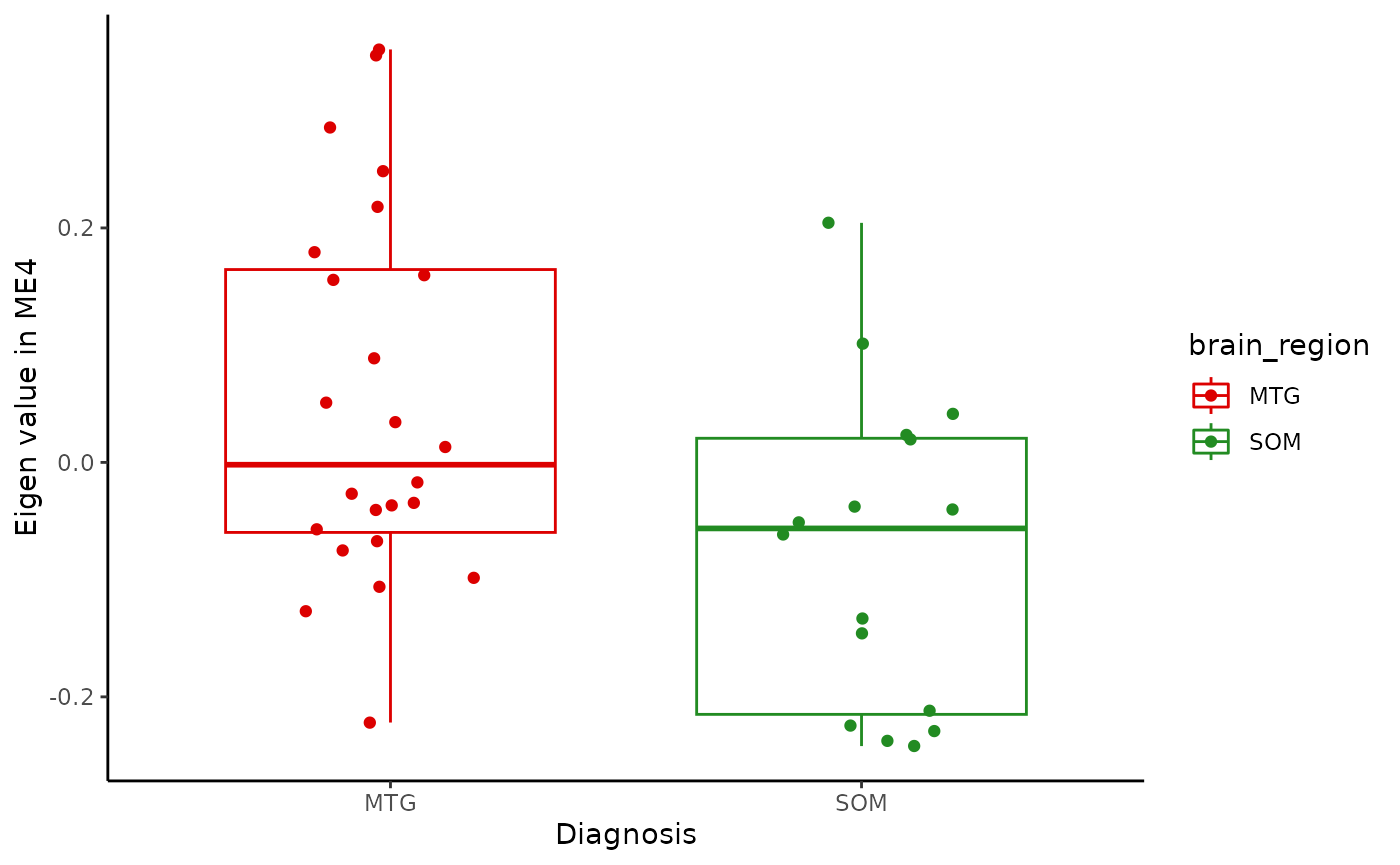 Eigen value in ME4
0.2
0.0
-0.2
MTG
SOM
Diagnosis
brain_region
MTG
SOM